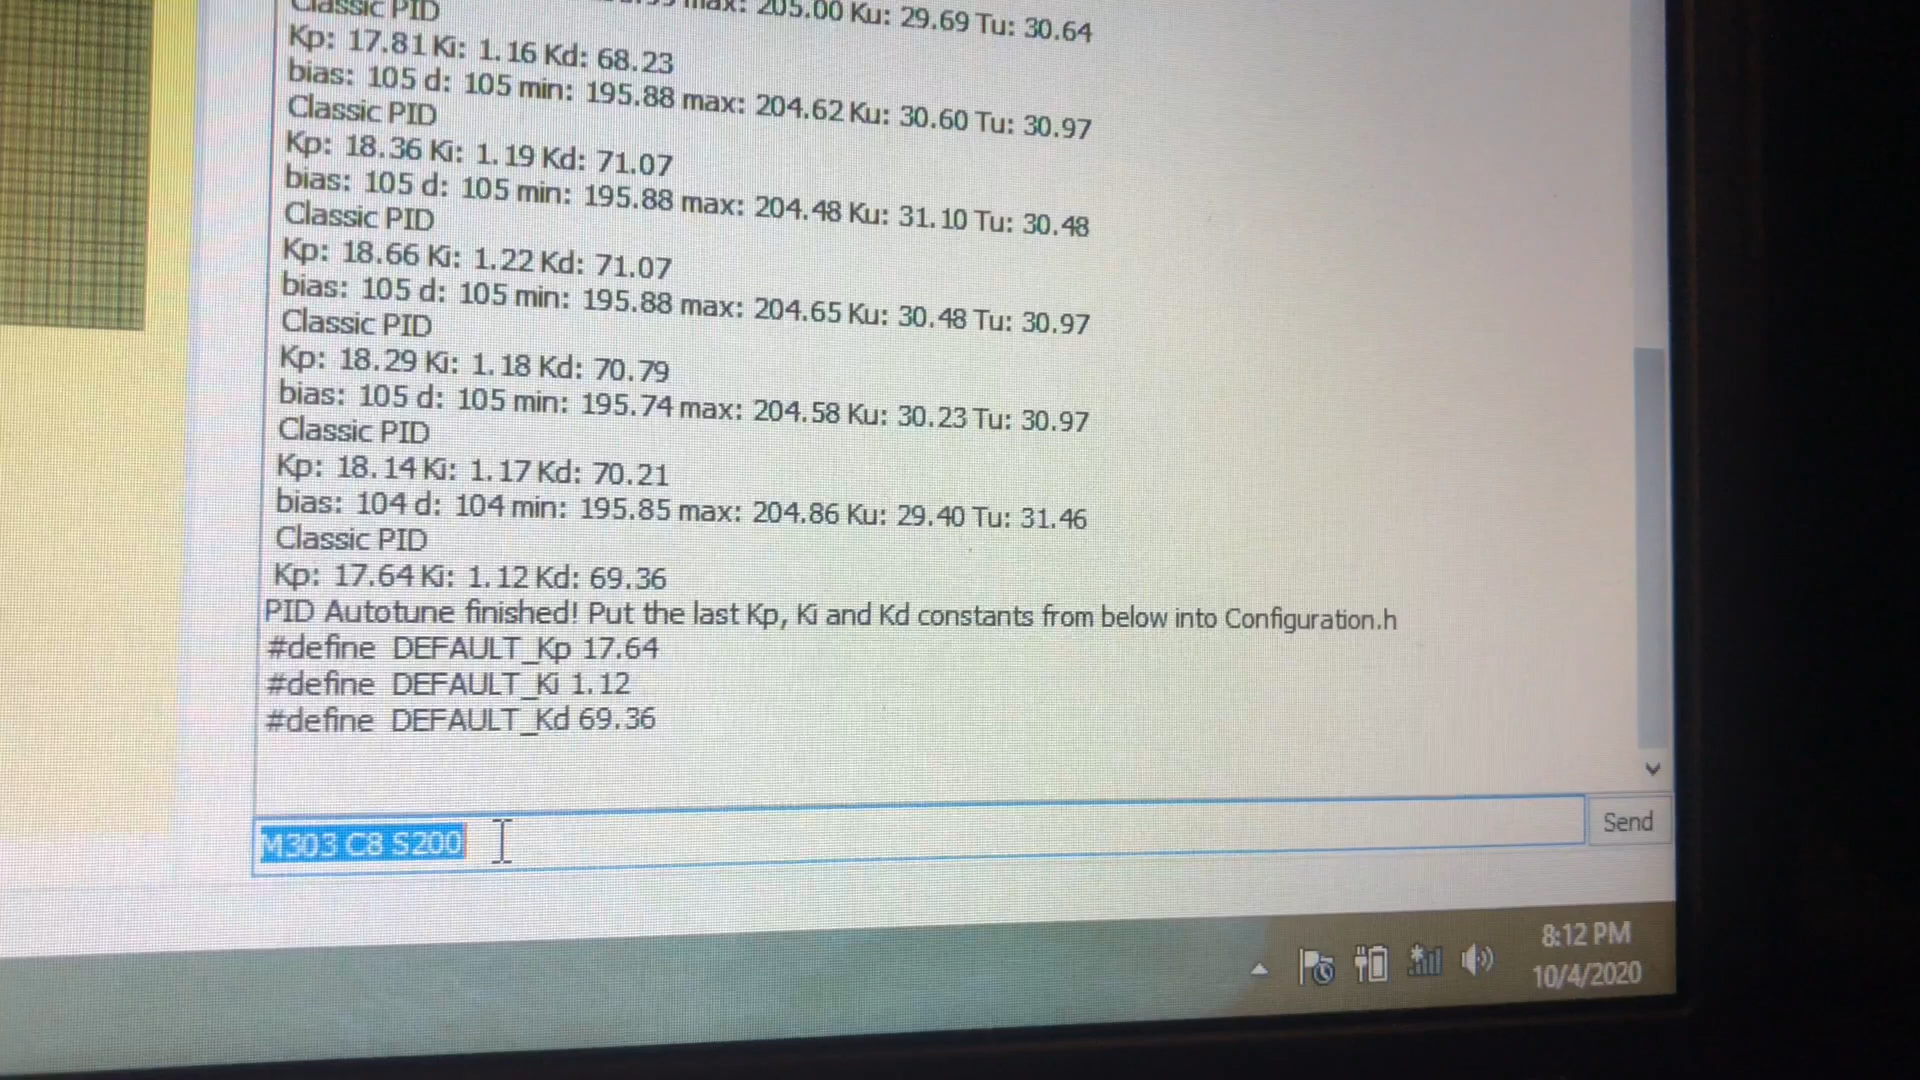 max: 205.00 Ku: 29.69 Tu: 30.64
Classic PID
Kp: 17.81 Ki: 1.16 Kd: 68.23
bias: 105 d: 105 min: 195.88 max: 204.62 Ku: 30.60 Tu: 30.97
Classic PID
Kp: 18.36 Ki: 1.19 Kd: 71.07
bias: 105 d: 105 min: 195.88 max: 204.48 Ku: 31.10 Tu: 30.48
Classic PID
Kp: 18.66 Ki: 1.22 Kd: 71.07
bias: 105 d: 105 min: 195.88 max: 204.65 Ku: 30.48 Tu: 30.97
Classic PID
Kp: 18.29 Ki: 1.18 Kd: 70.79
bias: 105 d: 105 min: 195.74 max: 204.58 Ku: 30.23 Tu: 30.97
Classic PID
Kp: 18.14 Ki: 1.17 Kd: 70.21
bias: 104 d: 104 min: 195.85 max: 204.86 Ku: 29.40 Tu: 31.46
Classic PID
Kp: 17.64 Ki: 1.12 Kd: 69.36
PID Autotune finished! Put the last Kp, Ki and Kd constants from below into Configuration.h
#define DEFAULT_Kp 17.64
#define DEFAULT_Ki 1.12
#define DEFAULT_Kd 69.36
M303 C8 S200
Send
8:12 PM
10/4/2020